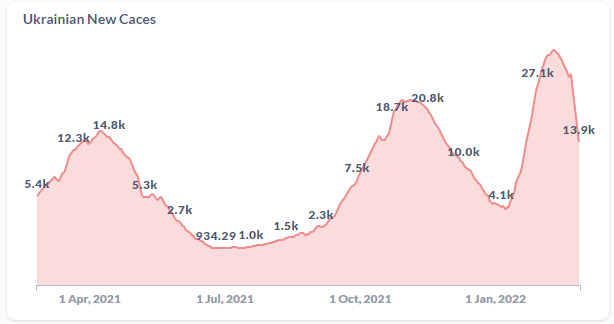 Ukrainian New Caces
5.4k
12.3k
14.8k
5.3k
2.7k
934.29
1.0k
1.5k
2.3k
7.5k
18.7k
20.8k
10.0k
4.1k
27.1k
13.9k
1 Apr, 2021
1 Jul, 2021
1 Oct, 2021
1 Jan, 2022